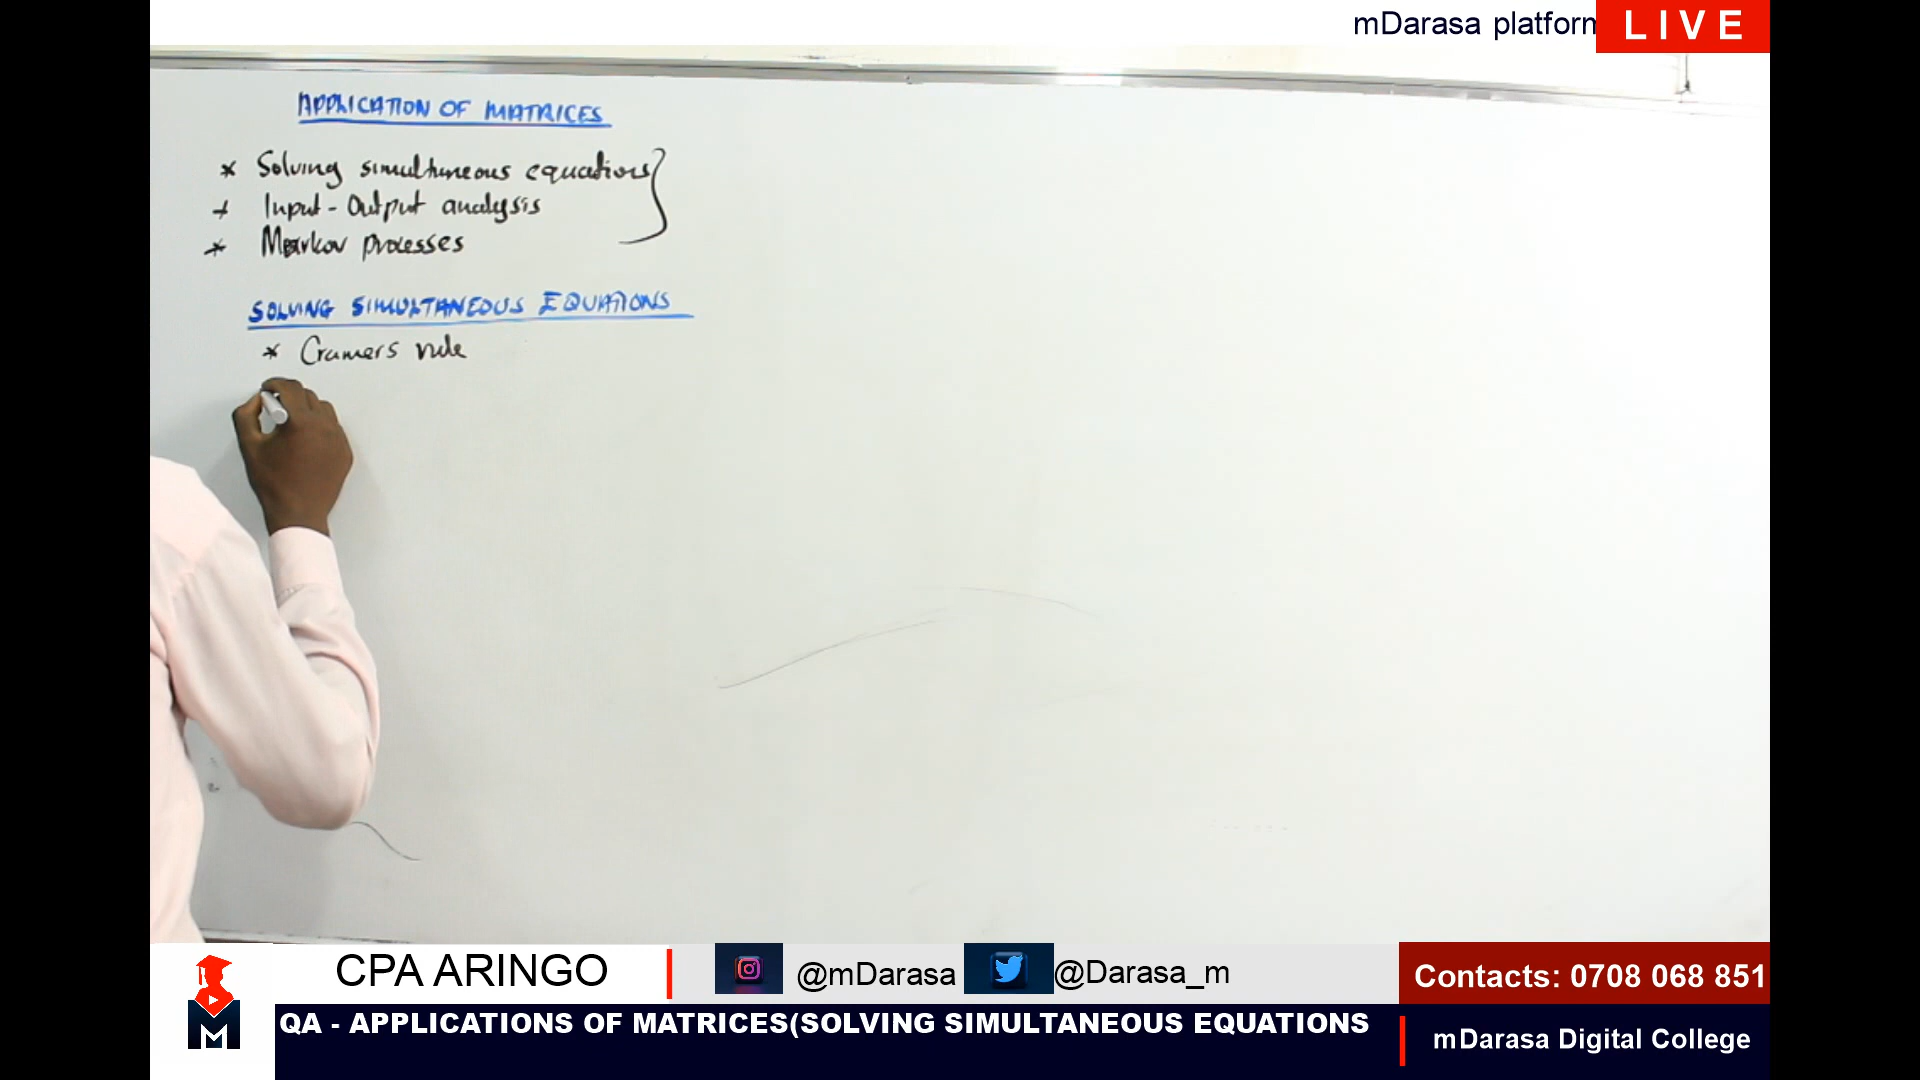 mDarasa platform
LIVE
APPLICATION OF MATRICES
* Solving simultaneous equations
* Input - Output analysis
* Markov processes
SOLVING SIMULTANEOUS EQUATIONS
* Cramers rule
CPA ARINGO
@mDarasa
@Darasa_m
Contacts: 0708 068 851
M
QA - APPLICATIONS OF MATRICES(SOLVING SIMULTANEOUS EQUATIONS
mDarasa Digital College